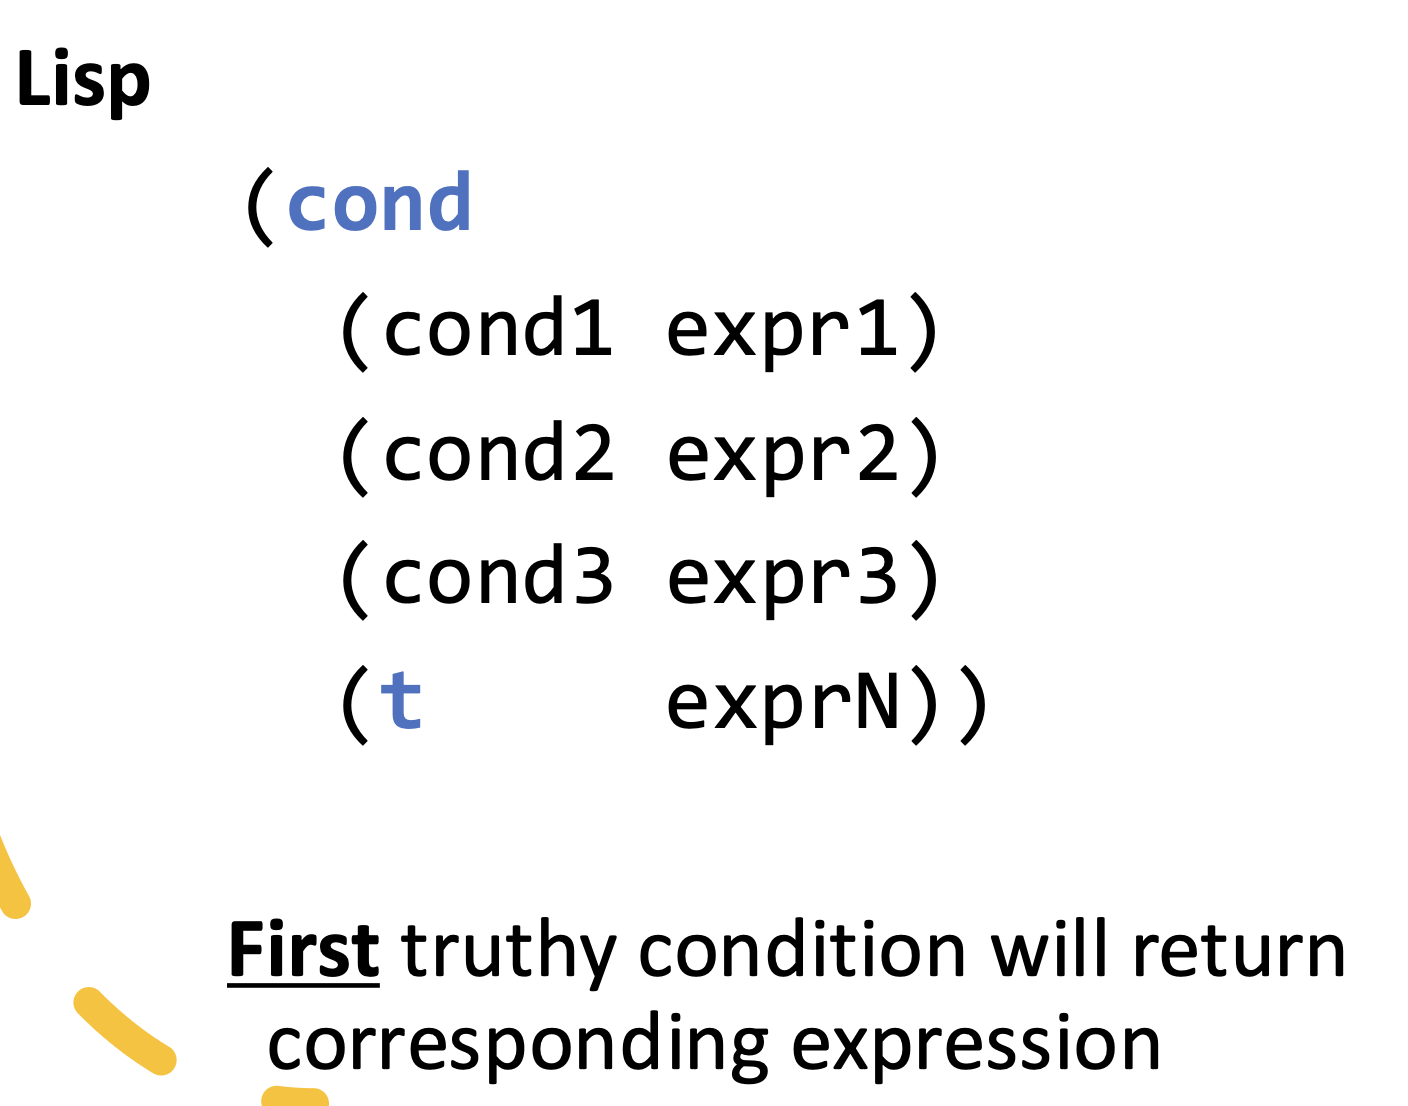 Lisp
(cond
(cond1 expr1)
(cond2 expr2)
(cond3 expr3)
(t exprN))
First truthy condition will return
corresponding expression